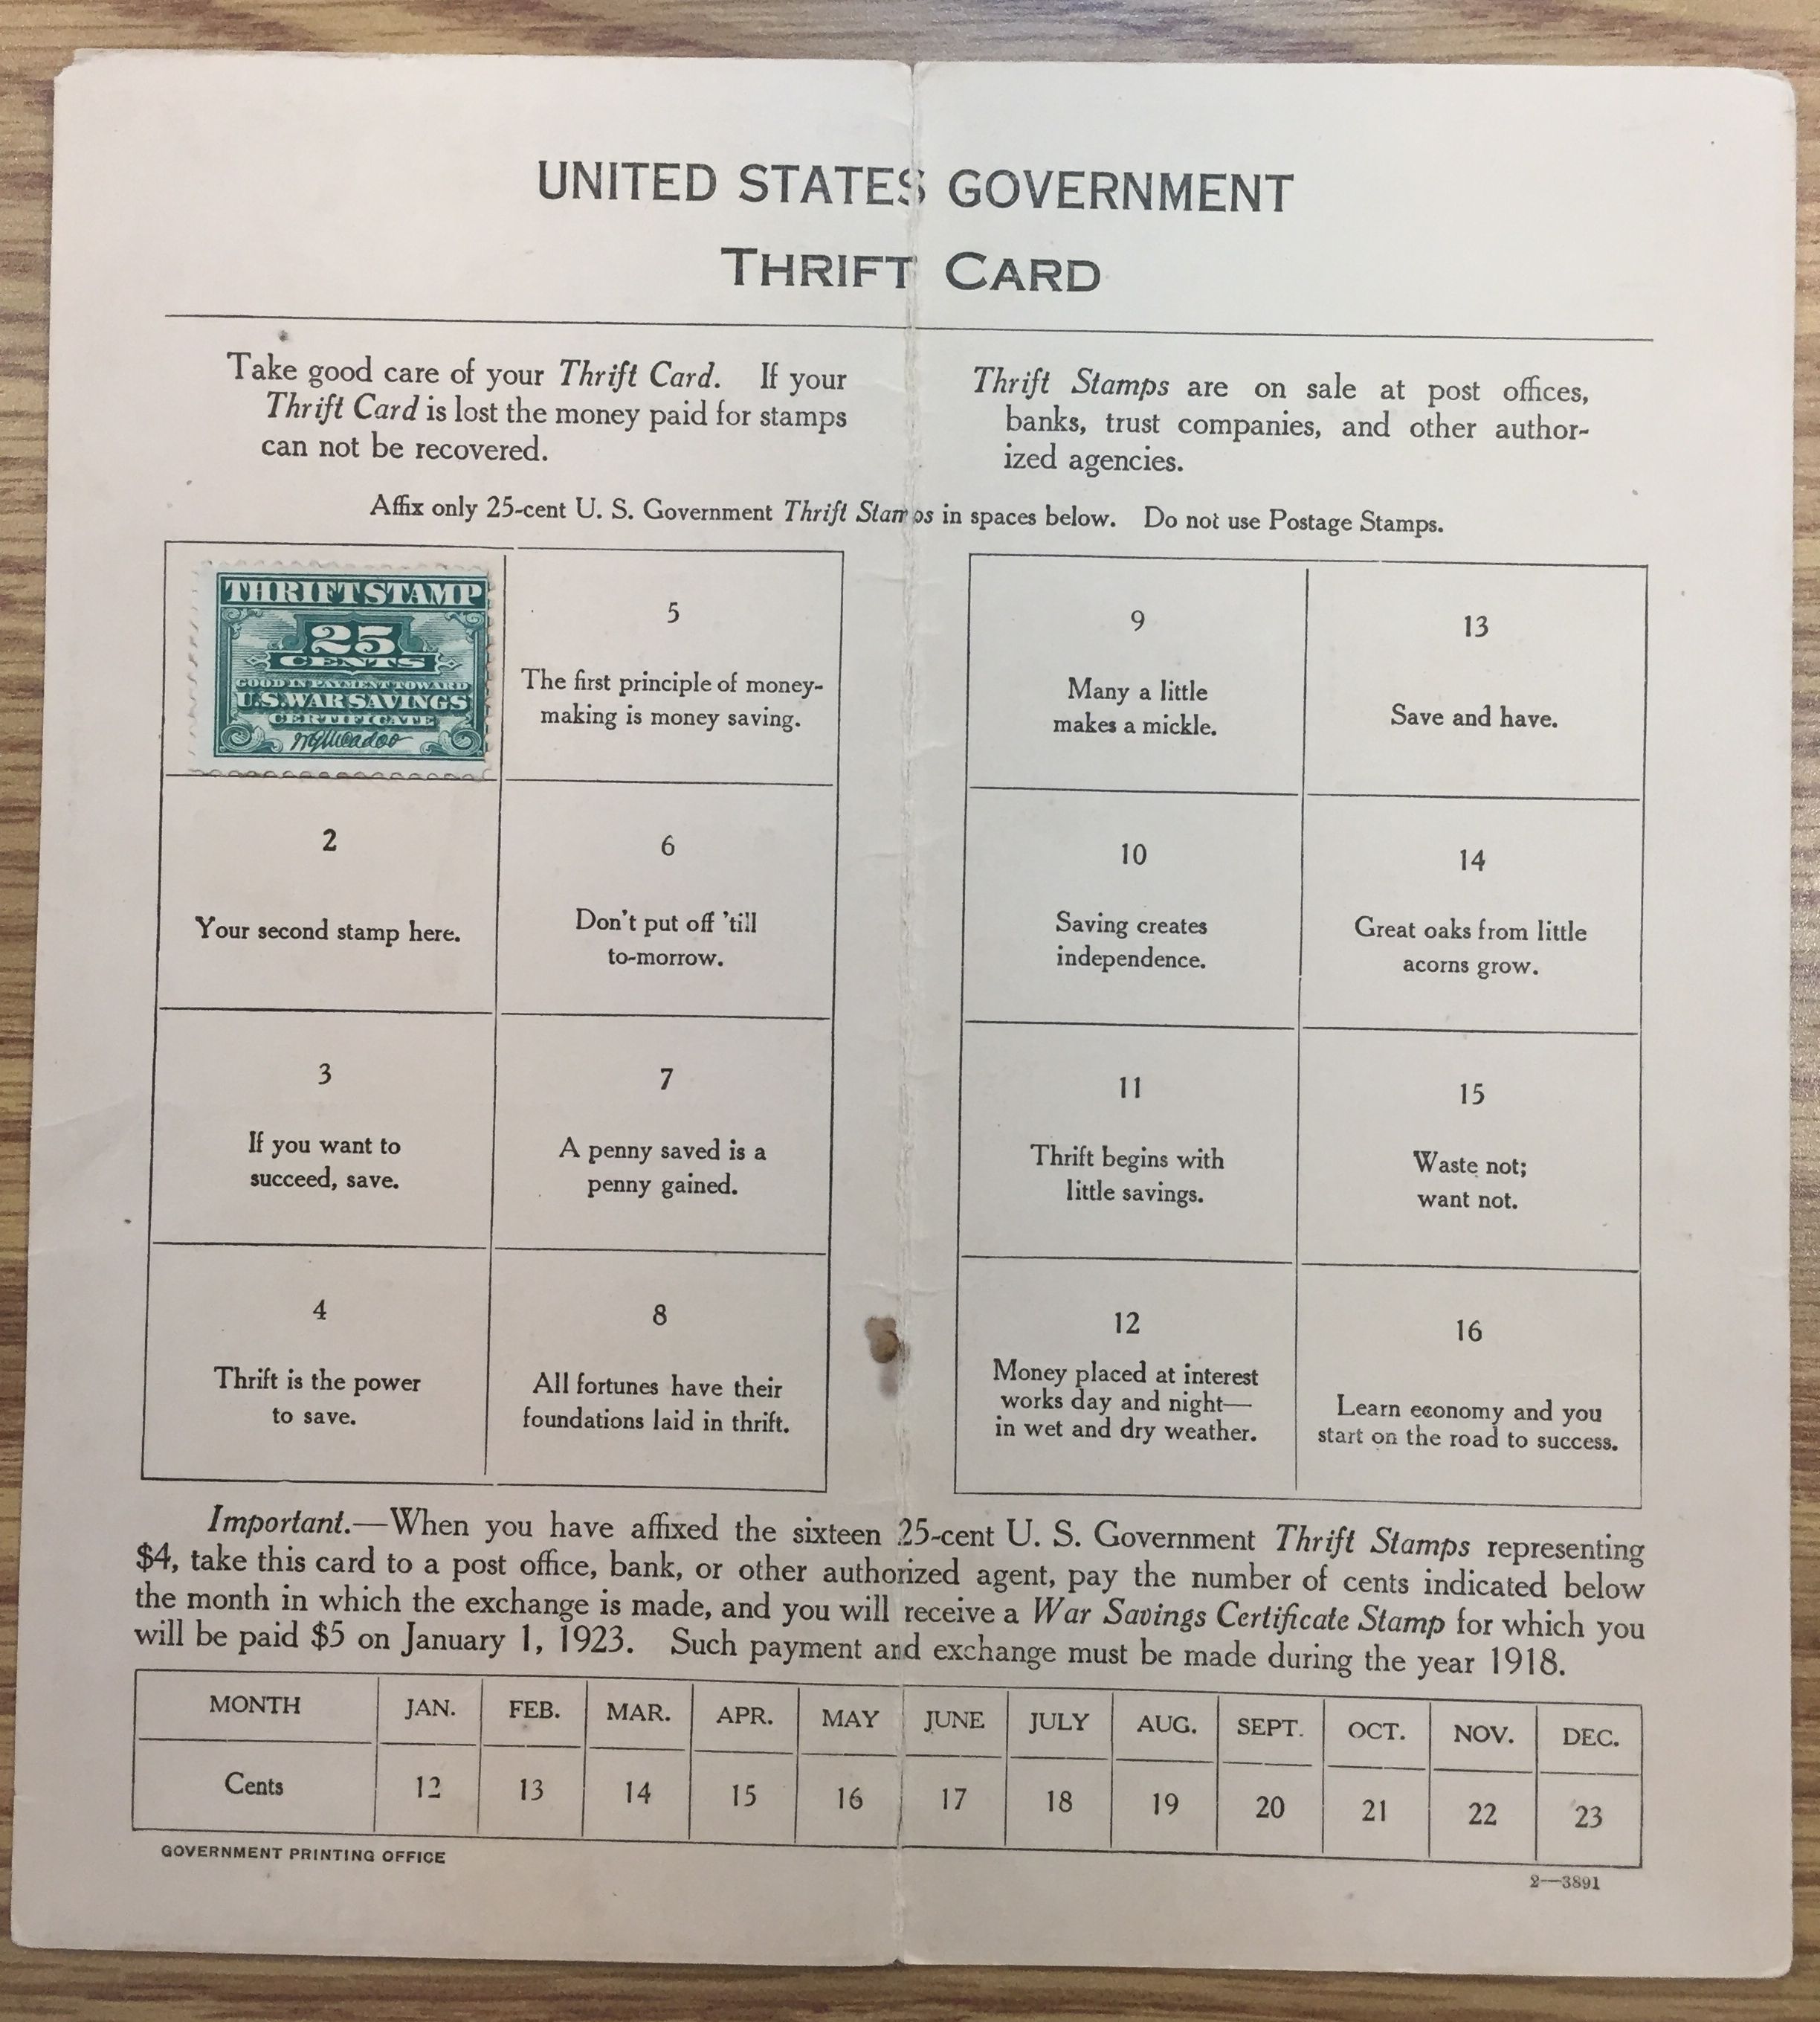 UNITED STATES GOVERNMENT
THRIFT CARD
Take good care of your Thrift Card. If your
Thrift Card is lost the money paid for stamps
can not be recovered.
Thrift Stamps are on sale at post offices,
banks, trust companies, and other author-
ized agencies.
Affix only 25-cent U. S. Government Thrift Stamps in spaces below. Do not use Postage Stamps.
THRIFT STAMP
25
CENTS
GOOD IN PAYMENT TOWARD
U.S. WAR SAVINGS
CERTIFICATE
W G McAdoo
2
Your second stamp here.
3
If you want to
succeed, save.
4
Thrift is the power
to save.
5
The first principle of money-
making is money saving.
6
Don't put off 'till
to-morrow.
7
A penny saved is a
penny gained.
8
All fortunes have their
foundations laid in thrift.
9
Many a little
makes a mickle.
10
Saving creates
independence.
11
Thrift begins with
little savings.
12
Money placed at interest
works day and night—
in wet and dry weather.
13
Save and have.
14
Great oaks from little
acorns grow.
15
Waste not;
want not.
16
Learn economy and you
start on the road to success.
Important.—When you have affixed the sixteen 25-cent U. S. Government Thrift Stamps representing
$4, take this card to a post office, bank, or other authorized agent, pay the number of cents indicated below
the month in which the exchange is made, and you will receive a War Savings Certificate Stamp for which you
will be paid $5 on January 1, 1923. Such payment and exchange must be made during the year 1918.
MONTH JAN. FEB. MAR. APR. MAY JUNE JULY AUG. SEPT. OCT. NOV. DEC.
Cents 12 13 14 15 16 17 18 19 20 21 22 23
GOVERNMENT PRINTING OFFICE
2—3891